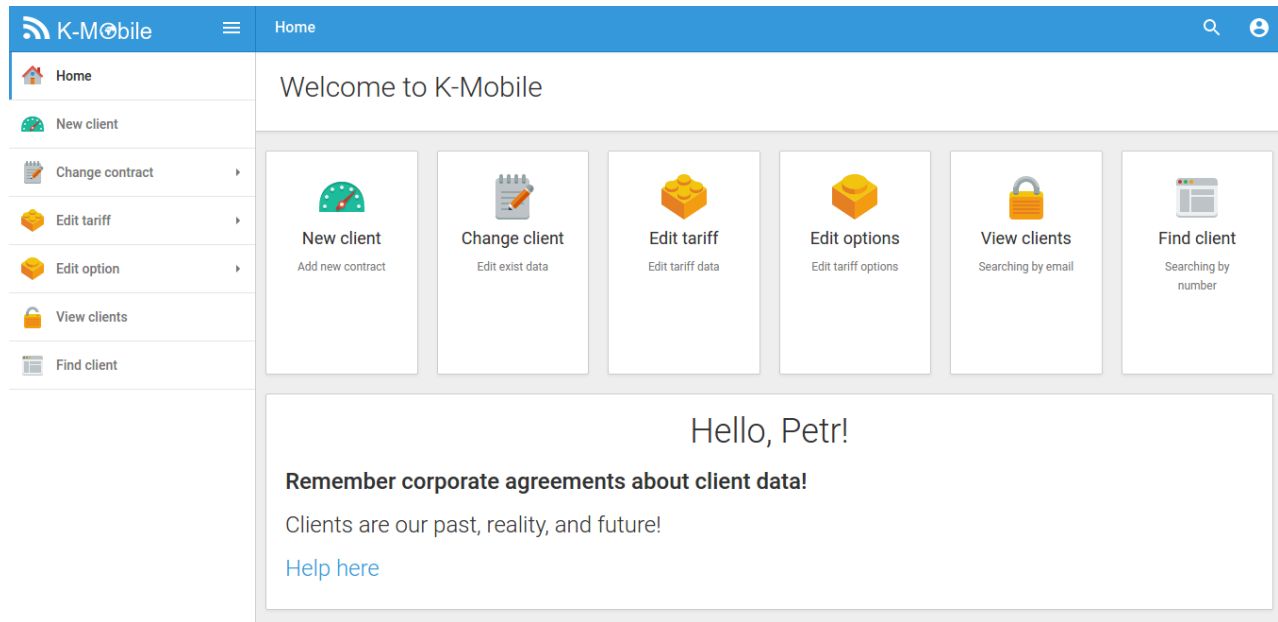 K-Mobile
Home
Home
New client
Change contract
Edit tariff
Edit option
View clients
Find client
Welcome to K-Mobile
New client
Add new contract
Change client
Edit exist data
Edit tariff
Edit tariff data
Edit options
Edit tariff options
View clients
Searching by email
Find client
Searching by
number
Hello, Petr!
Remember corporate agreements about client data!
Clients are our past, reality, and future!
Help here